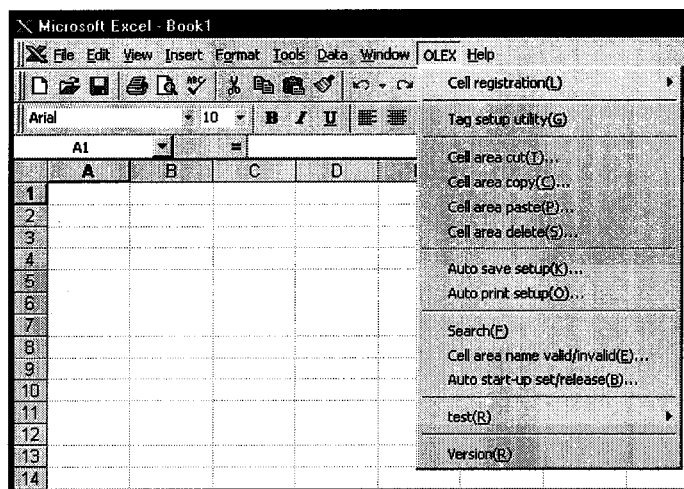 Microsoft Excel - Book1
File Edit View Insert Format Tools Data Window OLEX Help
Arial 10 B I U
A1 =
A B C D
1
2
3
4
5
6
7
8
9
10
11
12
13
14
Cell registration(L)
Tag setup utility(G)
Cell area cut(T)...
Cell area copy(C)...
Cell area paste(P)...
Cell area delete(S)...
Auto save setup(K)...
Auto print setup(O)...
Search(F)
Cell area name valid/invalid(E)...
Auto start-up set/release(B)...
test(R)
Version(R)